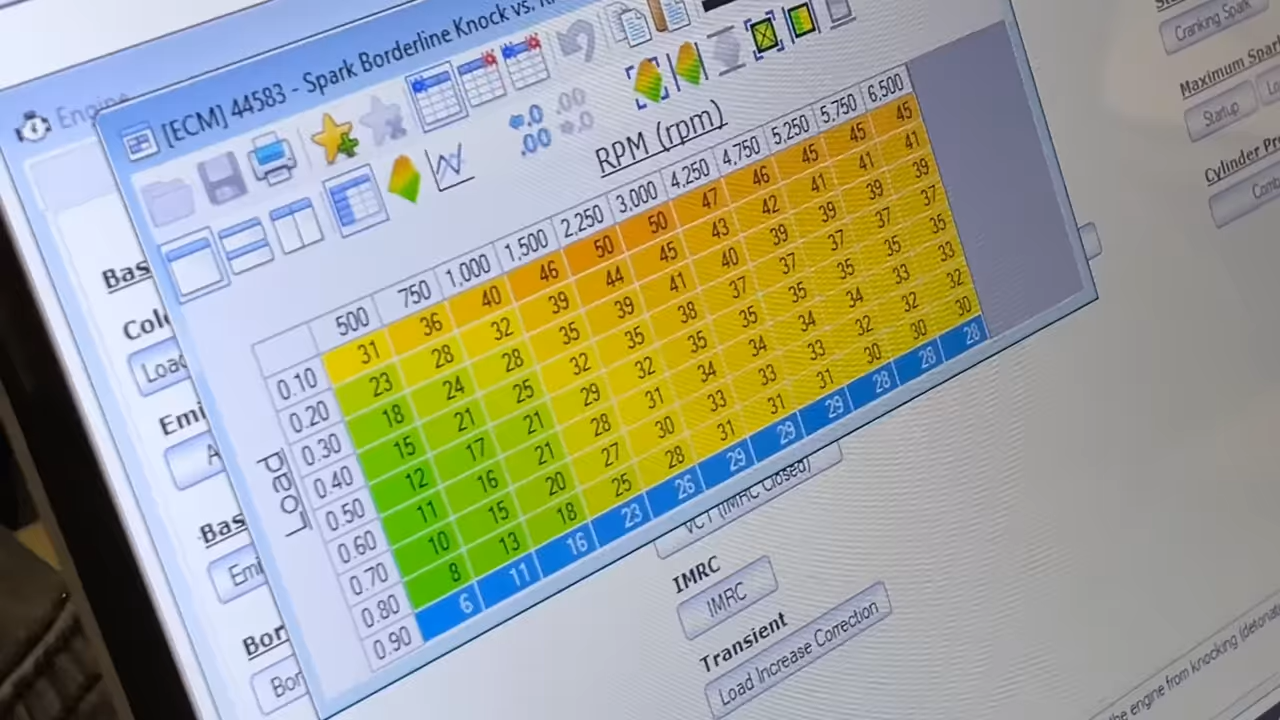 Engine
[ECM] 44583 - Spark Borderline Knock vs.
RPM (rpm)
500 750 1,000 1,500 2,250 3,000 4,250 4,750 5,250 5,750 6,500
0.10 31 36 40 46 50 50 47 46 45 45 45
0.20 23 28 32 39 44 45 43 42 41 41 41
0.30 18 24 28 35 39 41 40 39 39 39 39
0.40 15 21 25 32 35 38 37 37 37 37 37
0.50 12 17 21 29 32 35 35 35 35 35 35
0.60 11 16 21 28 31 34 34 34 34 33 33
0.70 10 15 20 27 30 33 33 33 32 32 32
0.80 8 13 18 25 28 31 31 31 30 30 30
0.90 6 11 16 23 26 29 29 29 28 28 28
Load
Bas
Col
Load
Emi
A
Bas
Emi
Bor
Bor
VCT (IMRC Closed)
IMRC
IMRC
Transient
Load Increase Correction
Cranking Spark
Maximum Spark
Startup
Lo
Cylinder Pr
Comb
the engine from knocking (detonat